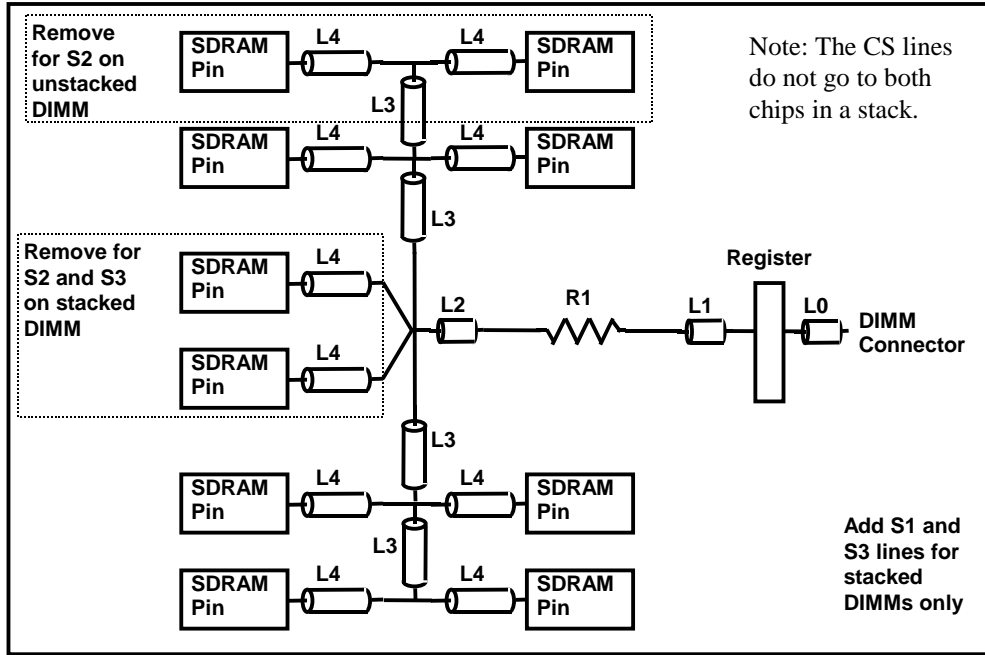 Remove
for S2 on
unstacked
DIMM
SDRAM
Pin
L4
L4
SDRAM
Pin
Note: The CS lines
do not go to both
chips in a stack.
L3
SDRAM
Pin
L4
L4
SDRAM
Pin
L3
Remove for
S2 and S3
on stacked
DIMM
SDRAM
Pin
L4
SDRAM
Pin
L4
L2
R1
L1
Register
L0
DIMM
Connector
L3
SDRAM
Pin
L4
L4
SDRAM
Pin
L3
SDRAM
Pin
L4
L4
SDRAM
Pin
Add S1 and
S3 lines for
stacked
DIMMs only